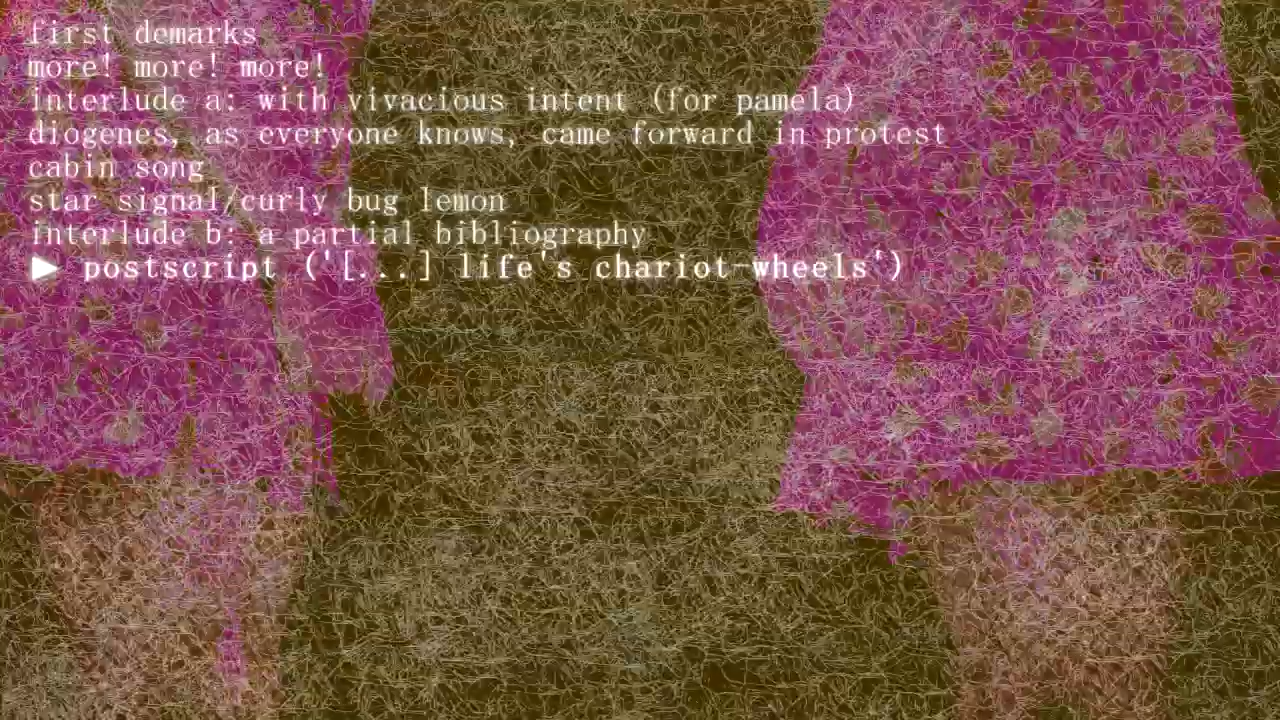 first demarks
more! more! more!
interlude a: with vivacious intent (for pamela)
diogenes, as everyone knows, came forward in protest
cabin song
star signal/curly bug lemon
interlude b: a partial bibliography
▶ postscript ('[...] life's chariot-wheels')